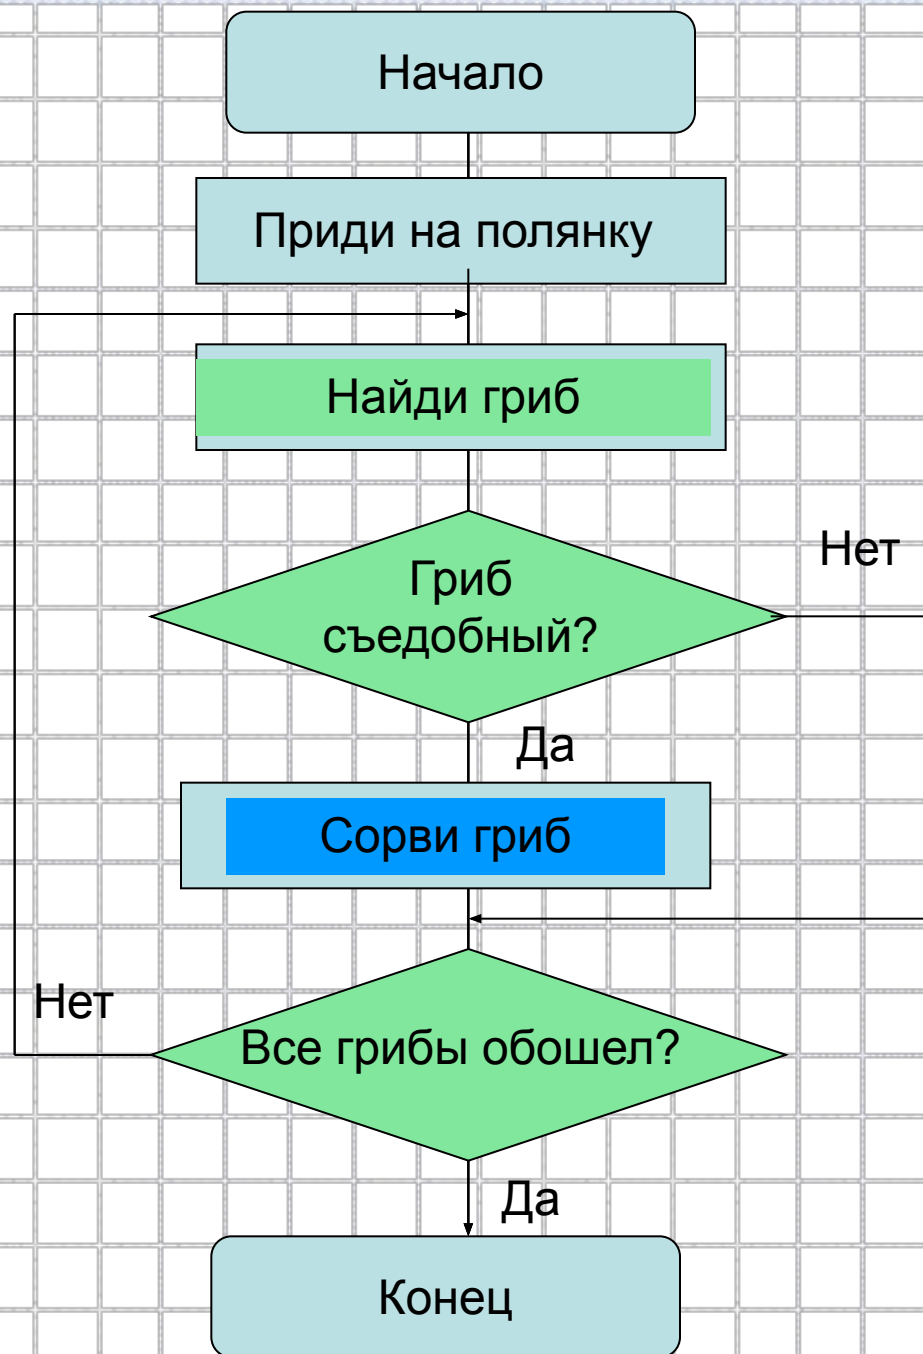 Начало
Приди на полянку
Найди гриб
Нет
Гриб
съедобный?
Да
Сорви гриб
Нет
Все грибы обошел?
Да
Конец